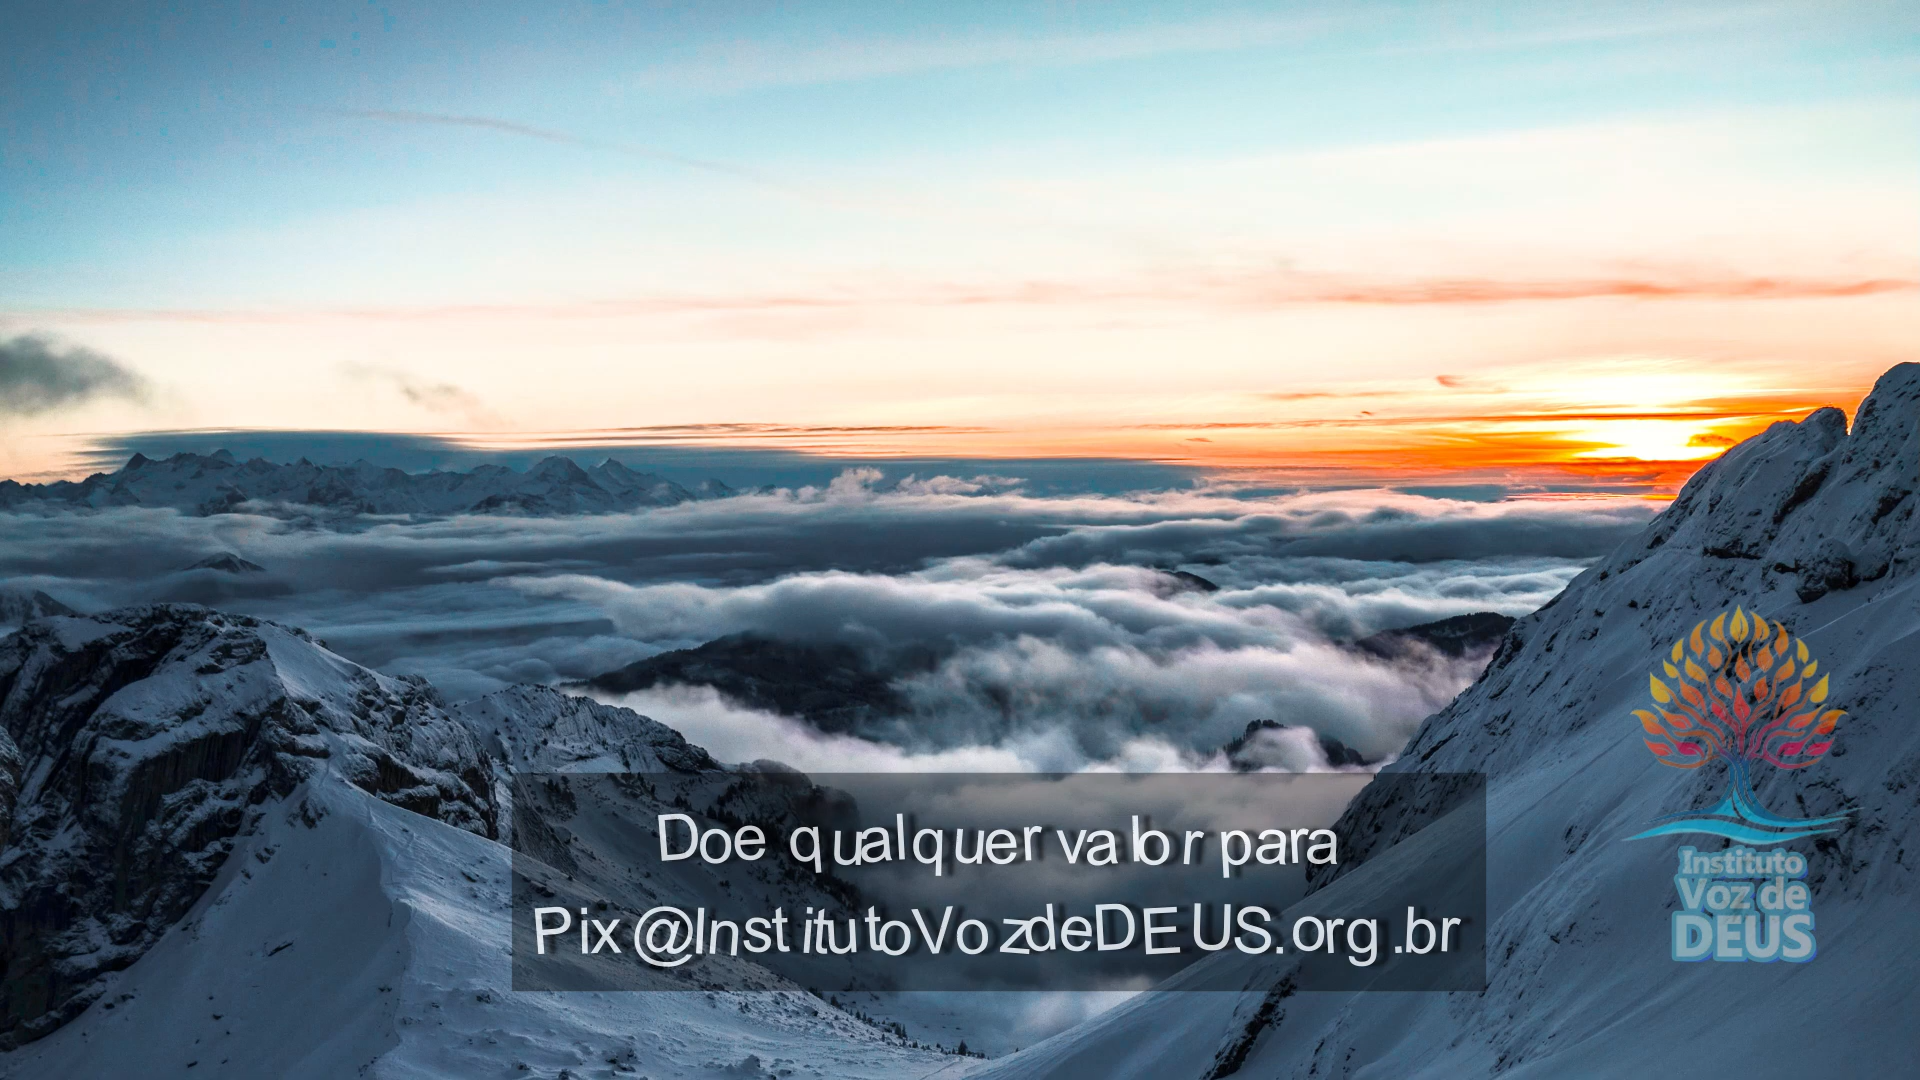 Doe qualquer valor para
Pix@InstitutoVozdeDEUS.org.br
Instituto
Voz de
DEUS